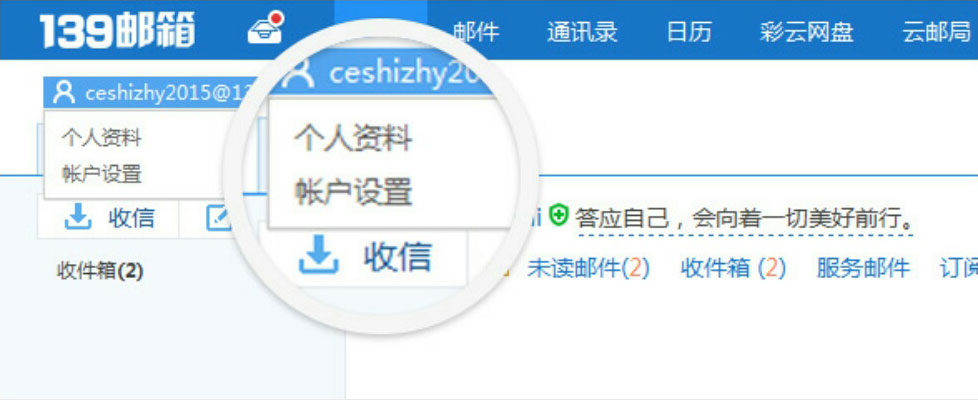 139邮箱 邮件 通讯录 日历 彩云网盘 云邮局
ceshizhy2015@1
ceshizhy20
个人资料
帐户设置
个人资料
帐户设置
收信
收信
答应自己，会向着一切美好前行。
收件箱(2)
未读邮件(2) 收件箱 (2) 服务邮件 订阅